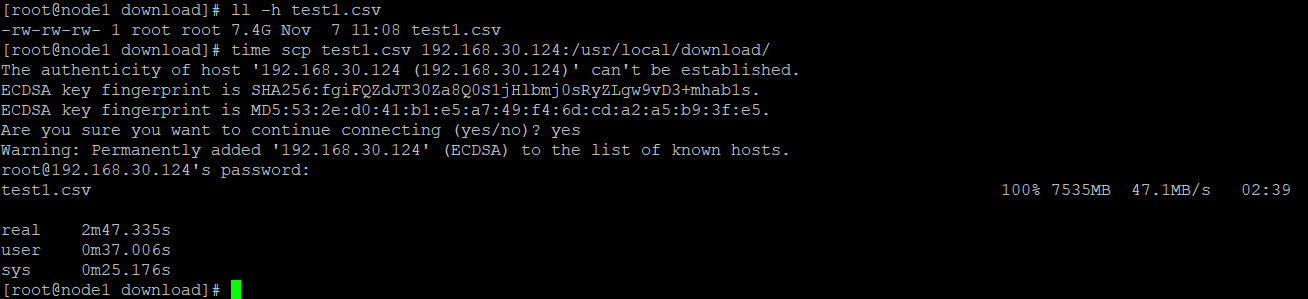 [root@node1 download]# ll -h test1.csv
-rw-rw-rw- 1 root root 7.4G Nov  7 11:08 test1.csv
[root@node1 download]# time scp test1.csv 192.168.30.124:/usr/local/download/
The authenticity of host '192.168.30.124 (192.168.30.124)' can't be established.
ECDSA key fingerprint is SHA256:fgiFQZdJT30Za8Q0S1jHlbmj0sRyZLgw9vD3+mhab1s.
ECDSA key fingerprint is MD5:53:2e:d0:41:b1:e5:a7:49:f4:6d:cd:a2:a5:b9:3f:e5.
Are you sure you want to continue connecting (yes/no)? yes
Warning: Permanently added '192.168.30.124' (ECDSA) to the list of known hosts.
root@192.168.30.124's password:
test1.csv 100% 7535MB  47.1MB/s   02:39
real    2m47.335s
user    0m37.006s
sys     0m25.176s
[root@node1 download]#